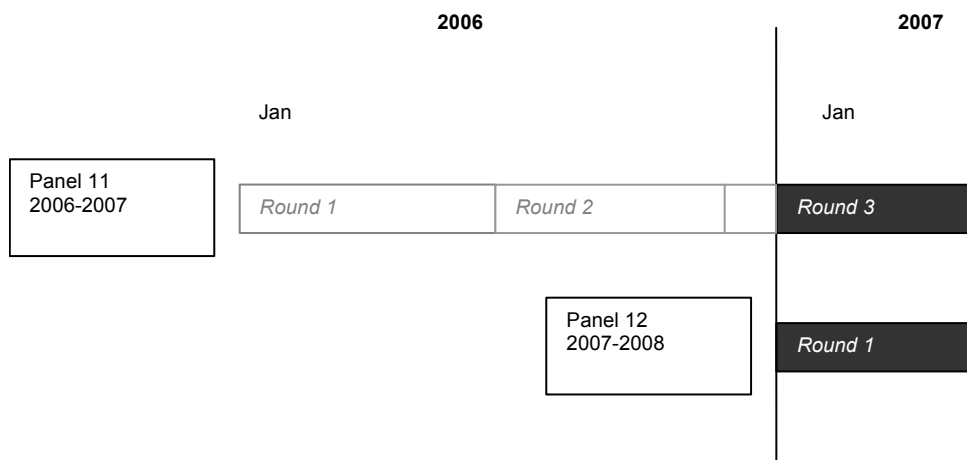 2006
2007
Jan
Jan
Panel 11
2006-2007
Round 1
Round 2
Round 3
Panel 12
2007-2008
Round 1